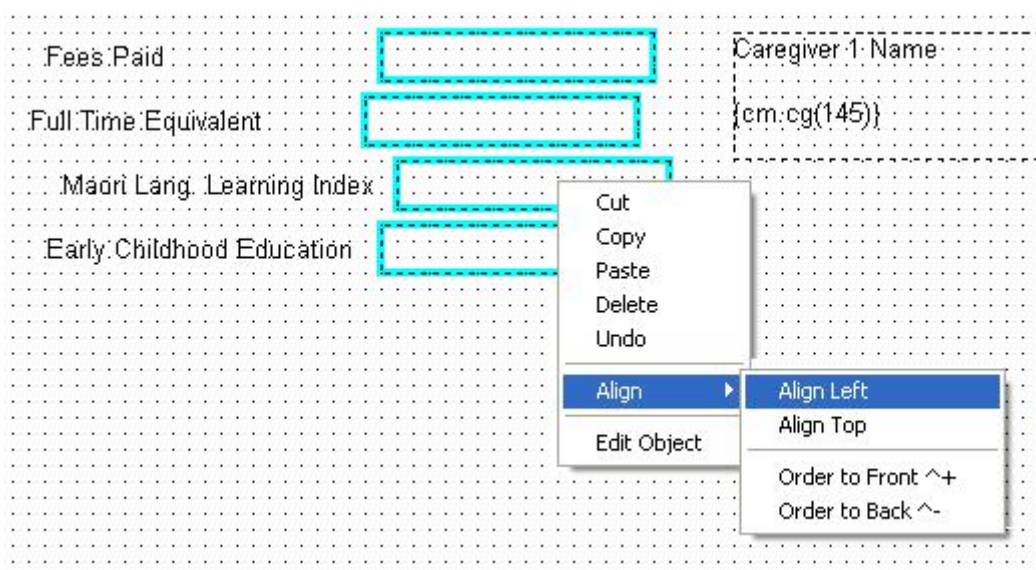 Fees Paid
Caregiver 1 Name
Full Time Equivalent
{cm.cg(145)}
Maori Lang. Learning Index
Early Childhood Education
Cut
Copy
Paste
Delete
Undo
Align
Edit Object
Align Left
Align Top
Order to Front ^+
Order to Back ^-